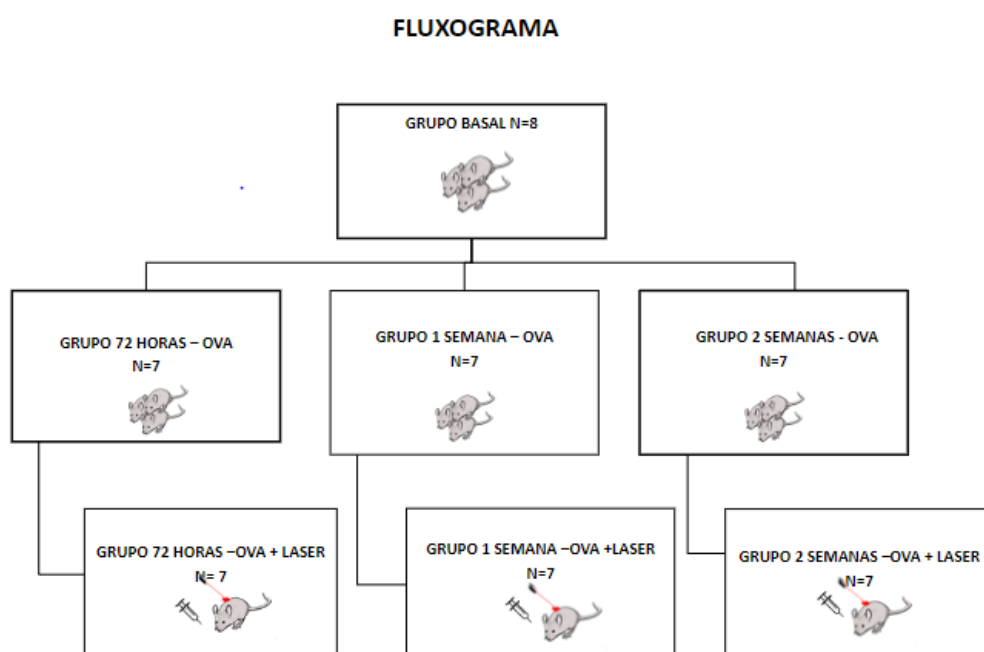 FLUXOGRAMA
GRUPO BASAL N=8
GRUPO 72 HORAS – OVA
N=7
GRUPO 1 SEMANA – OVA
N=7
GRUPO 2 SEMANAS - OVA
N=7
GRUPO 72 HORAS –OVA + LASER
N= 7
GRUPO 1 SEMANA –OVA +LASER
N=7
GRUPO 2 SEMANAS –OVA + LASER
N=7